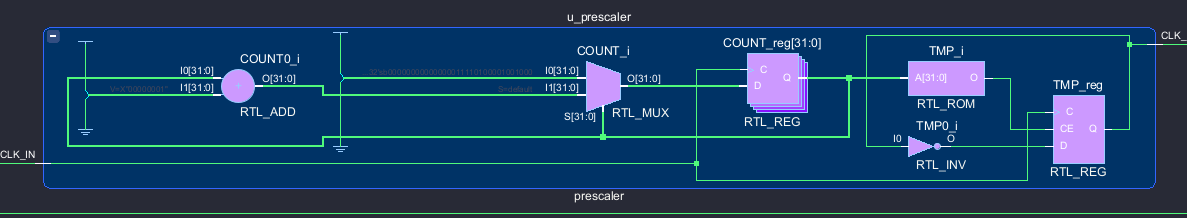 u_prescaler
COUNT0_i
I0[31:0]
I1[31:0]
O[31:0]
RTL_ADD
COUNT_i
I0[31:0]
I1[31:0]
S[31:0]
O[31:0]
S=default
RTL_MUX
COUNT_reg[31:0]
C
D
Q
RTL_REG
TMP_i
A[31:0]
O
RTL_ROM
TMP0_i
I0
O
RTL_INV
TMP_reg
C
CE
D
Q
RTL_REG
CLK_
CLK_IN
prescaler